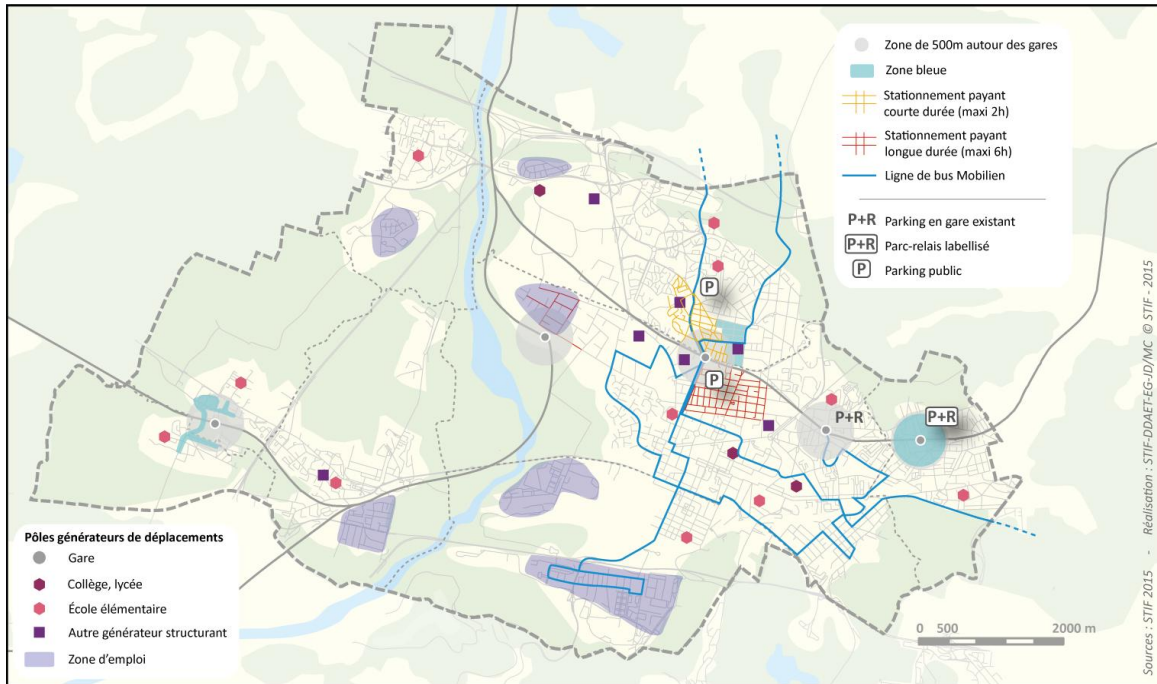 Zone de 500m autour des gares
Zone bleue
Stationnement payant
courte durée (maxi 2h)
Stationnement payant
longue durée (maxi 6h)
Ligne de bus Mobilien
P+R Parking en gare existant
P+R Parc-relais labellisé
P Parking public
P
P
P+R
P+R
Pôles générateurs de déplacements
Gare
Collège, lycée
École élémentaire
Autre générateur structurant
Zone d'emploi
0 500 2000 m
Sources : STIF 2015 - Réalisation : STIF-DDAET-EG-JD/MC © STIF - 2015